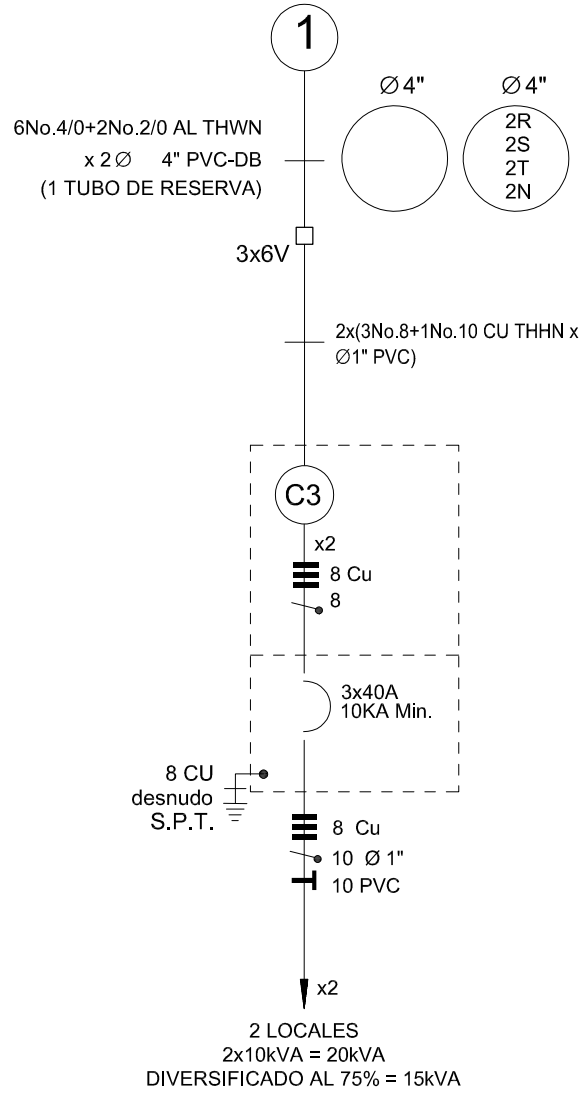 1
6No.4/0+2No.2/0 AL THWN
x 2 Ø 4" PVC-DB
(1 TUBO DE RESERVA)
Ø 4"
Ø 4"
2R
2S
2T
2N
3x6V
2x(3No.8+1No.10 CU THHN x
Ø1" PVC)
C3
x2
8 Cu
8
3x40A
10KA Min.
8 CU
desnudo
S.P.T.
8 Cu
10 Ø 1"
10 PVC
x2
2 LOCALES
2x10kVA = 20kVA
DIVERSIFICADO AL 75% = 15kVA